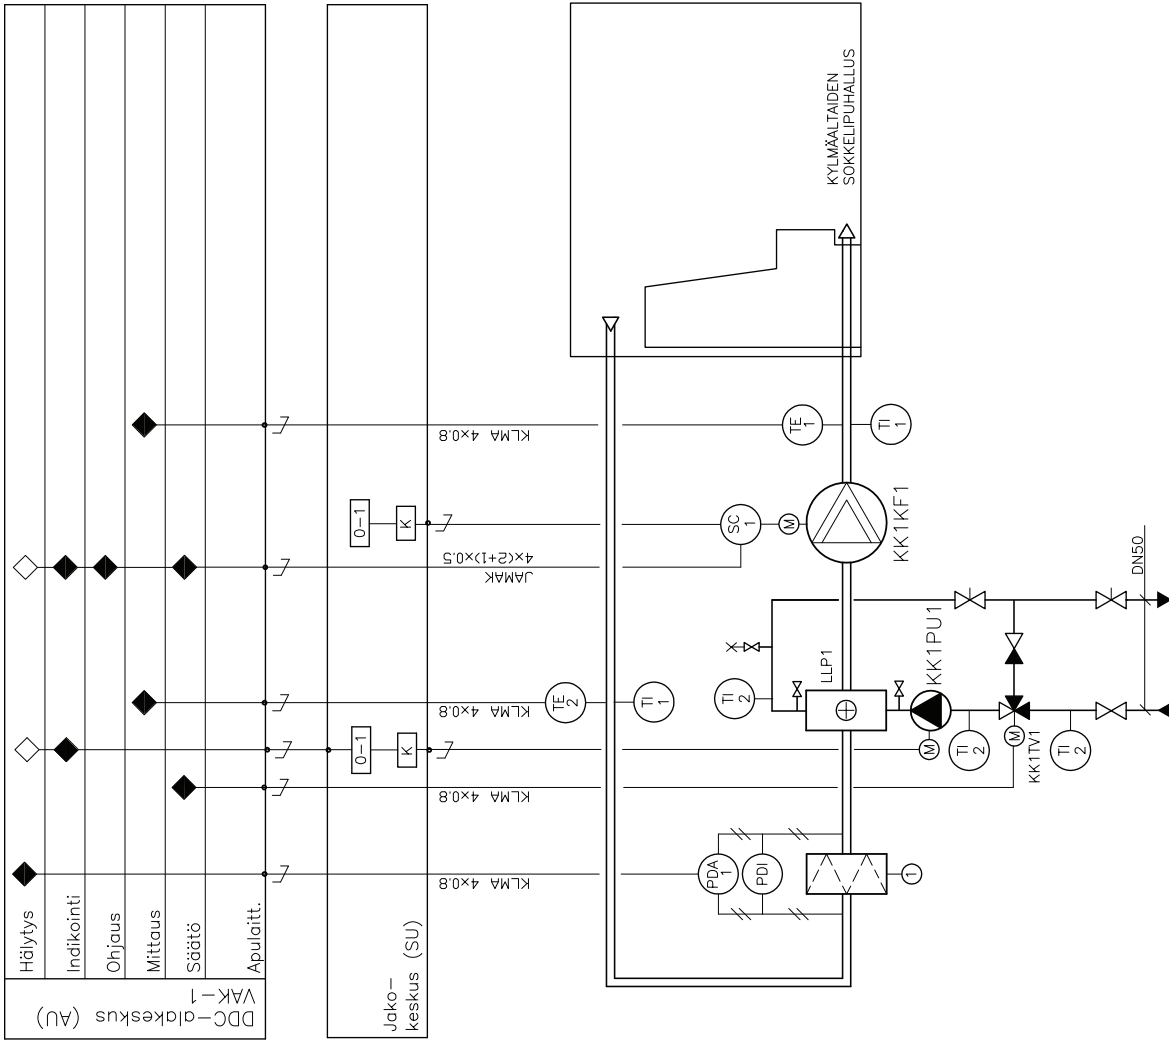 Hälytys
Indikointi
Ohjaus
Mittaus
Säätö
Apulaitt.
DDC-alakeskus (AU)
VAK-1
Jako-
keskus (SU)
KLMA 4x0.8
KLMA 4x0.8
KLMA 4x0.8
JAMAK
4x(2+1)x0.5
KLMA 4x0.8
0-1
K
0-1
K
PDA
1
PDI
1
TE
2
TI
1
TI
2
LLP1
KK1PU1
M
TI
2
M
KK1TV1
TI
2
DN50
SC
1
M
KK1KF1
TE
1
TI
1
KYLMÄALTAIDEN
SOKKELIPUHALLUS